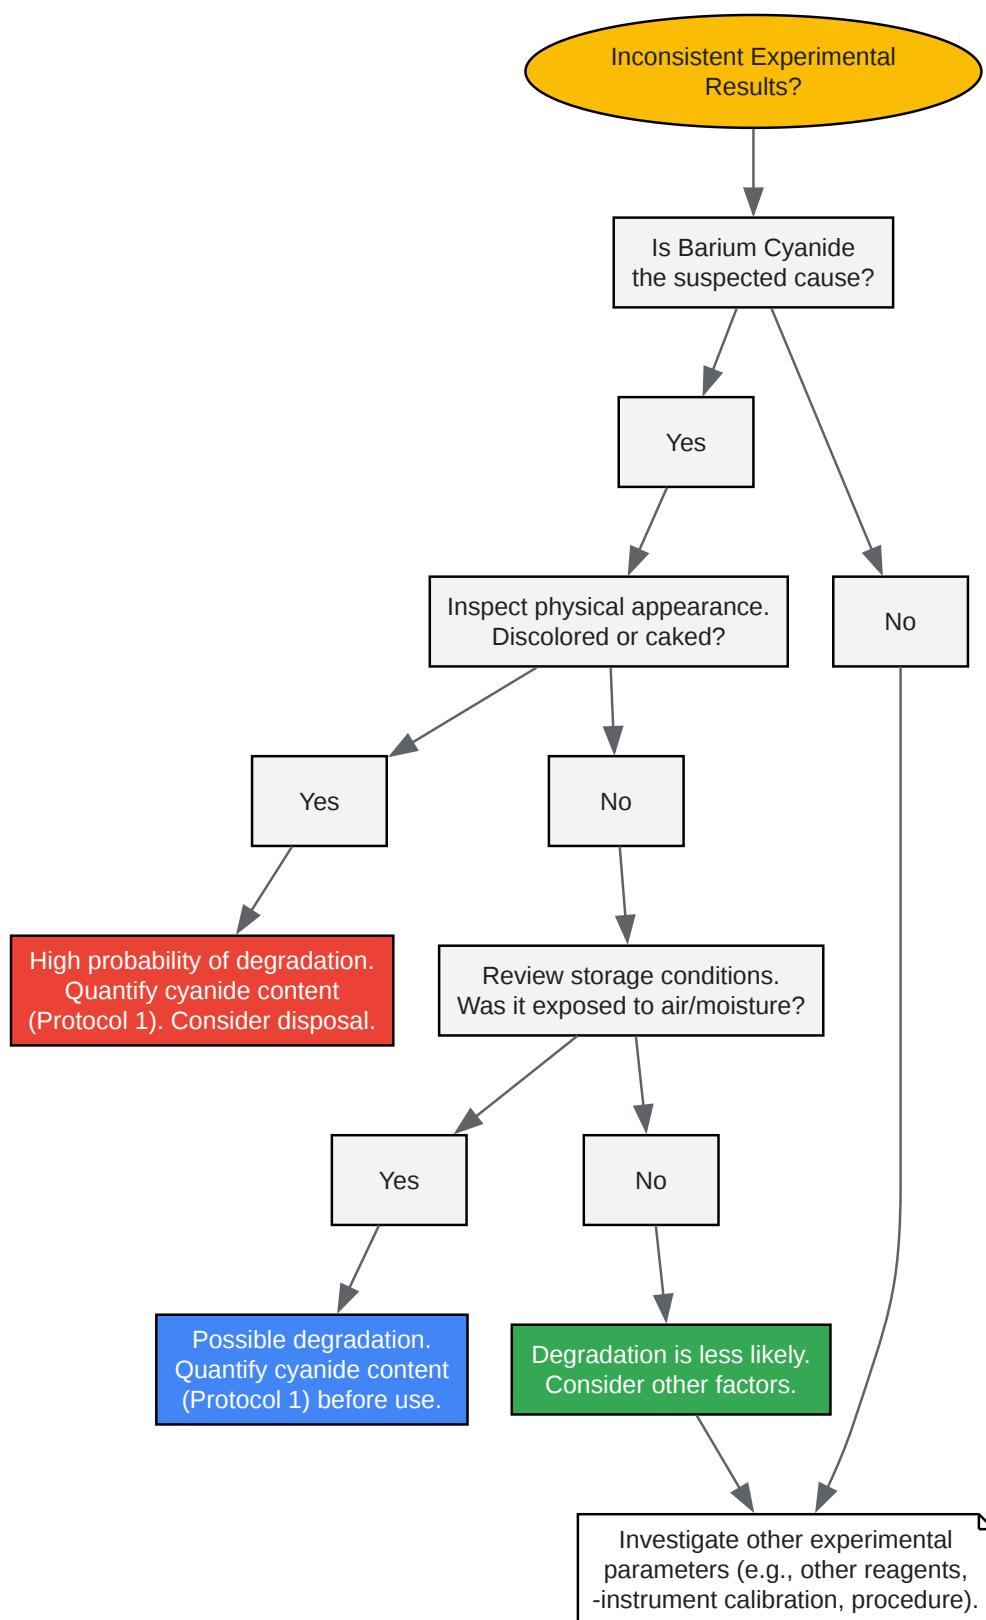 Inconsistent Experimental
Results?
Is Barium Cyanide
the suspected cause?
Yes
Inspect physical appearance.
Discolored or caked?
No
Yes
No
High probability of degradation.
Quantify cyanide content
(Protocol 1). Consider disposal.
Review storage conditions.
Was it exposed to air/moisture?
Yes
No
Possible degradation.
Quantify cyanide content
(Protocol 1) before use.
Degradation is less likely.
Consider other factors.
Investigate other experimental
parameters (e.g., other reagents,
-instrument calibration, procedure).